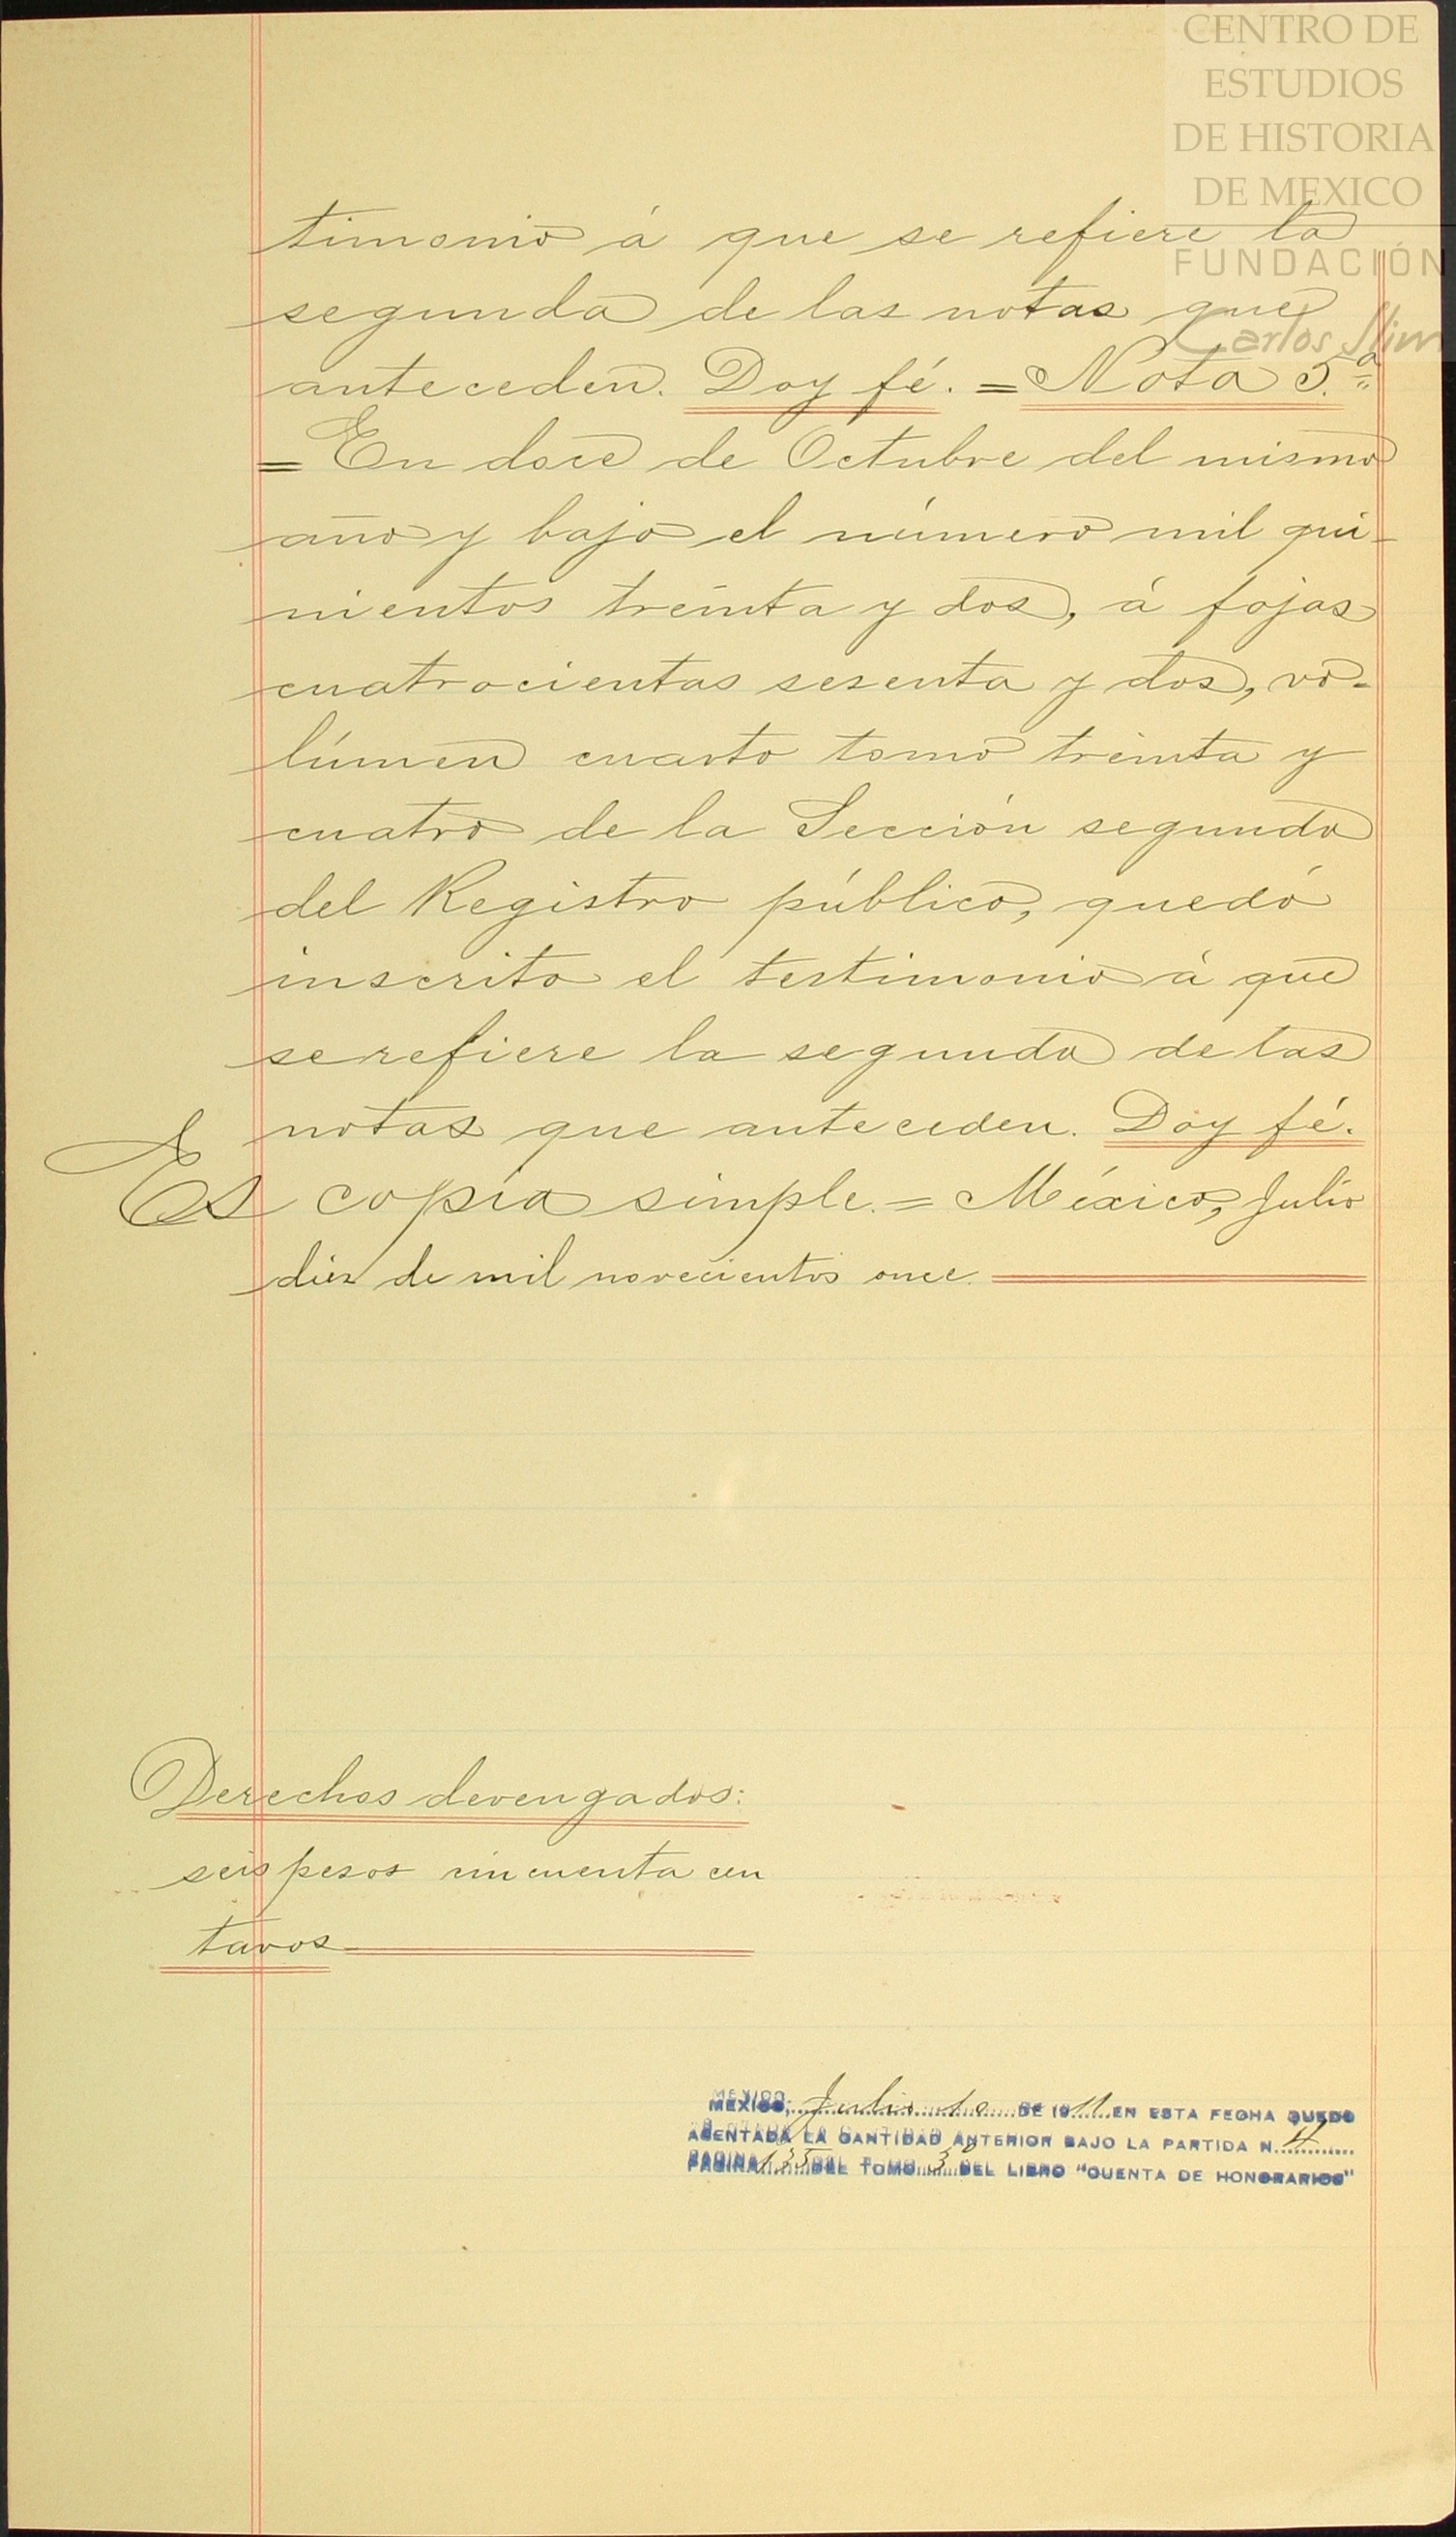 CENTRO DE
ESTUDIOS
DE HISTORIA
DE MEXICO
FUNDACIÓN
Carlos Slim
timonio á que se refiere la
segunda de las notas que
anteceden. Doy fé. = Nota 5.ª
= En doce de Octubre del mismo
año y bajo el número mil qui-
nientos treinta y dos, á fojas
cuatrocientas sesenta y dos, vo-
lúmen cuarto tomo treinta y
cuatro de la Sección segunda
del Registro público, quedó
inscrito el testimonio á que
se refiere la segunda de las
notas que anteceden. Doy fé.
Es copia simple. = México, Julio
diez de mil novecientos once.
Derechos devengados:
seis pesos cincuenta cen
tavos
MEXICO, Julio 10 DE 1911 EN ESTA FECHA QUEDO
ASENTADA LA CANTIDAD ANTERIOR BAJO LA PARTIDA N. 4
PAGINA 135 DEL TOMO 3º DEL LIBRO "CUENTA DE HONORARIOS"